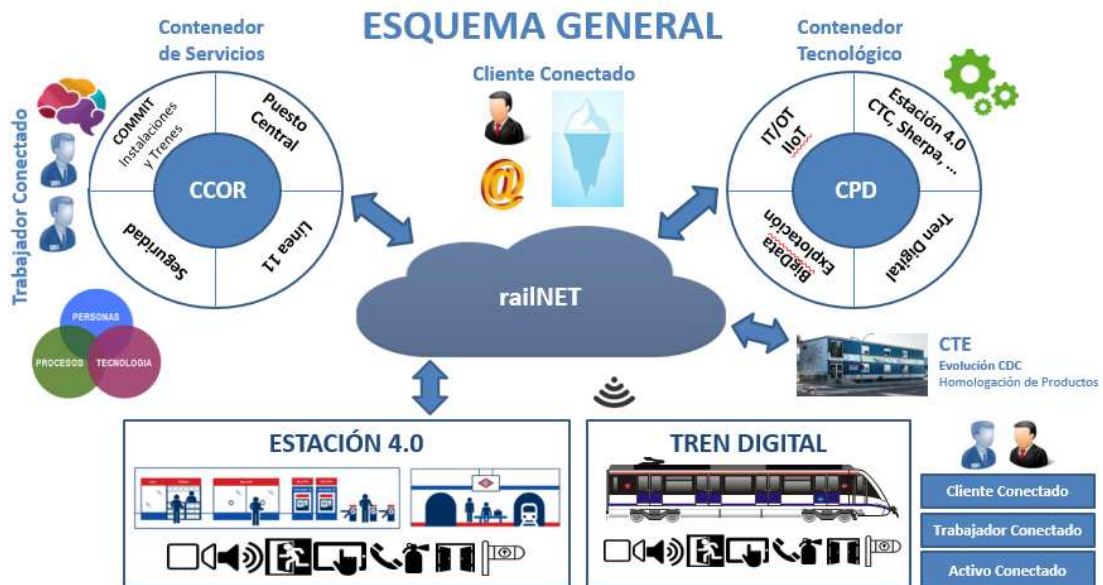 ESQUEMA GENERAL
Contenedor
de Servicios
Trabajador Conectado
COMMIT
Instalaciones
y Trenes
Puesto
Central
CCOR
Seguridad
Línea 11
PERSONAS
PROCESOS
TECNOLOGIA
Cliente Conectado
@
Contenedor
Tecnológico
IT/OT
IIoT
Estación 4.0
CTC, Sherpa, ...
CPD
BigData
Explotación
Tren Digital
railNET
CTE
Evolución CDC
Homologación de Productos
ESTACIÓN 4.0
TREN DIGITAL
Cliente Conectado
Trabajador Conectado
Activo Conectado